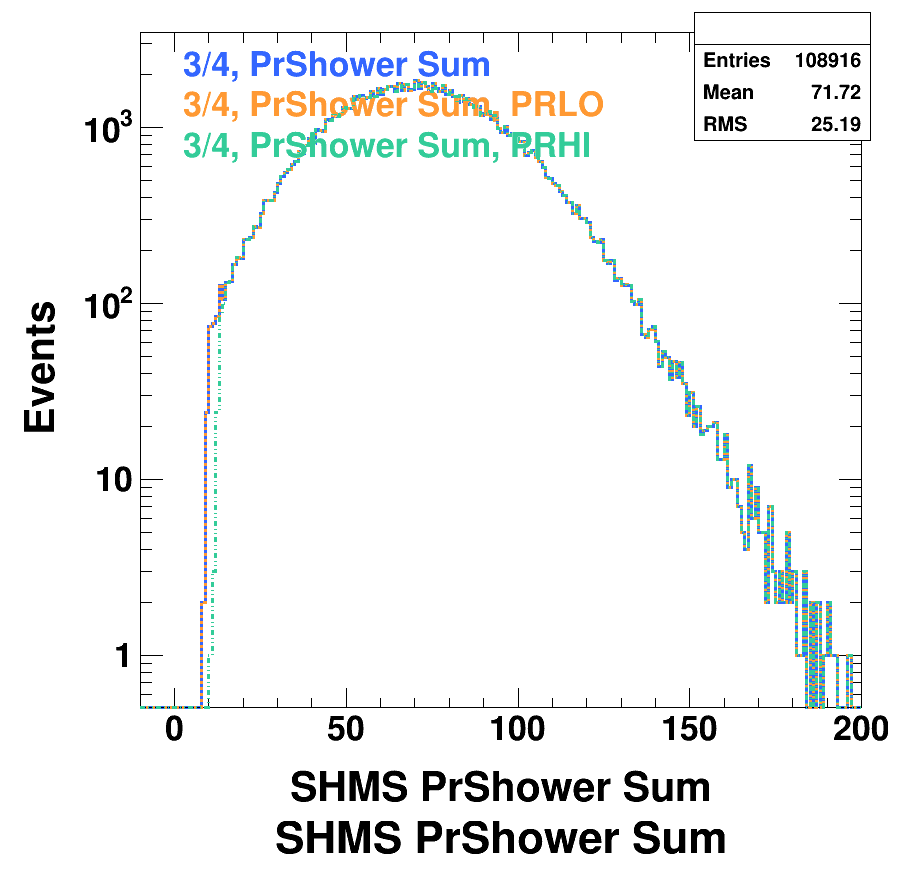 3/4, PrShower Sum
3/4, PrShower Sum, PRLO
3/4, PrShower Sum, PRHI
Entries 108916
Mean 71.72
RMS 25.19
Events
10³
10²
10
1
0 50 100 150 200
SHMS PrShower Sum
SHMS PrShower Sum